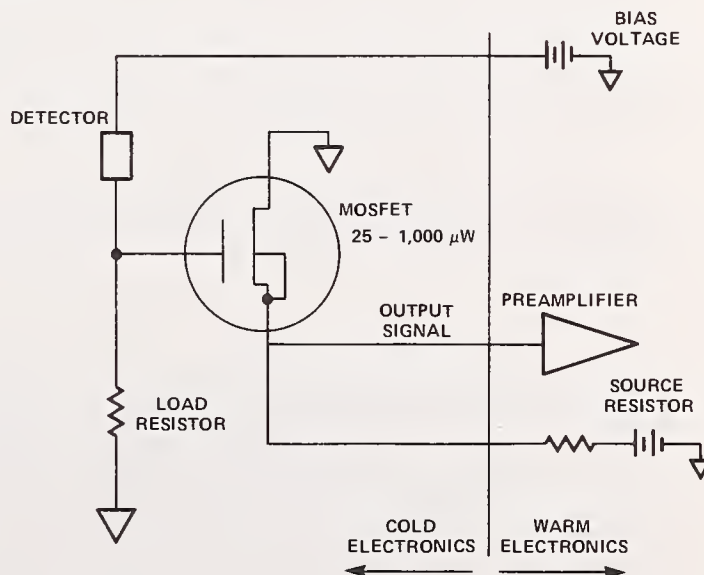 BIAS
VOLTAGE
DETECTOR
MOSFET
25 - 1,000 μW
OUTPUT
SIGNAL
PREAMPLIFIER
SOURCE
RESISTOR
LOAD
RESISTOR
COLD
ELECTRONICS
WARM
ELECTRONICS